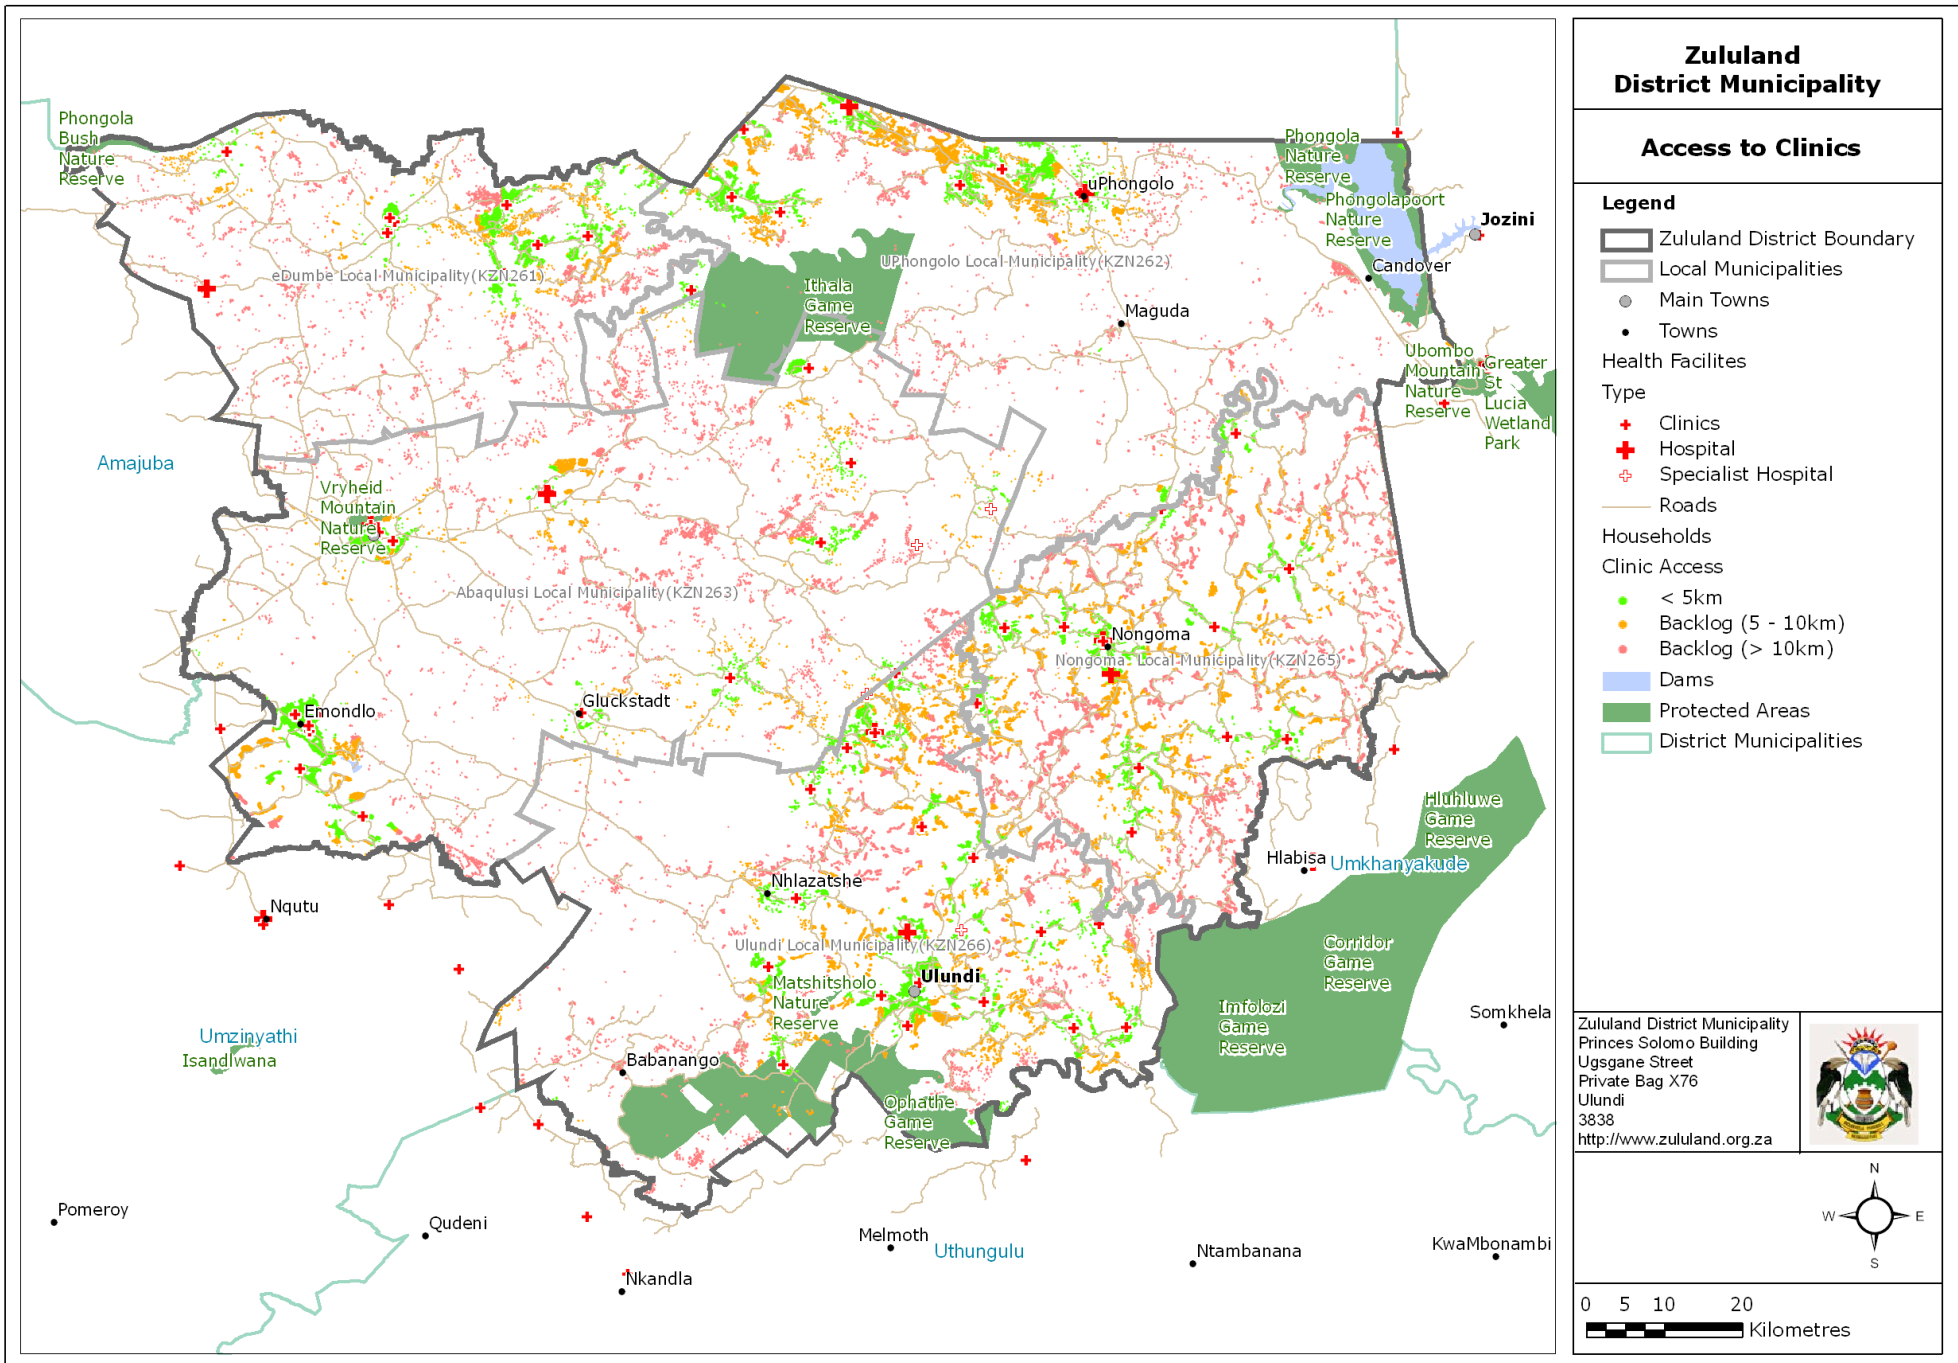 Phongola
Bush
Nature
Reserve
Phongola
Nature
Reserve
uPhongolo
Phongolapoort
Nature
Reserve
Jozini
eDumbe Local Municipality(KZN261)
UPhongolo Local Municipality(KZN262)
Candover
Ithala
Game
Reserve
Maguda
Ubombo
Mountain
Nature
Reserve
Greater
St
Lucia
Wetland
Park
Amajuba
Vryheid
Mountain
Nature
Reserve
Abaqulusi Local Municipality(KZN263)
Nongoma
Nongoma Local Municipality(KZN265)
Gluckstadt
Emondlo
Hluhluwe
Game
Reserve
Hlabisa
Umkhanyakude
Nhlazatshe
Nqutu
Ulundi Local Municipality(KZN266)
Corridor
Game
Reserve
Ulundi
Matshitsholo
Nature
Reserve
Imfolozi
Game
Reserve
Somkhela
Umzinyathi
Isandlwana
Babanango
Ophathe
Game
Reserve
Pomeroy
Qudeni
Melmoth
Uthungulu
Ntambanana
KwaMbonambi
Nkandla
Zululand
District Municipality
Access to Clinics
Legend
Zululand District Boundary
Local Municipalities
Main Towns
Towns
Health Facilites
Type
Clinics
Hospital
Specialist Hospital
Roads
Households
Clinic Access
< 5km
Backlog (5 - 10km)
Backlog (> 10km)
Dams
Protected Areas
District Municipalities
Zululand District Municipality
Princes Solomo Building
Ugsgane Street
Private Bag X76
Ulundi
3838
http://www.zululand.org.za
N
W E
S
0 5 10 20
Kilometres